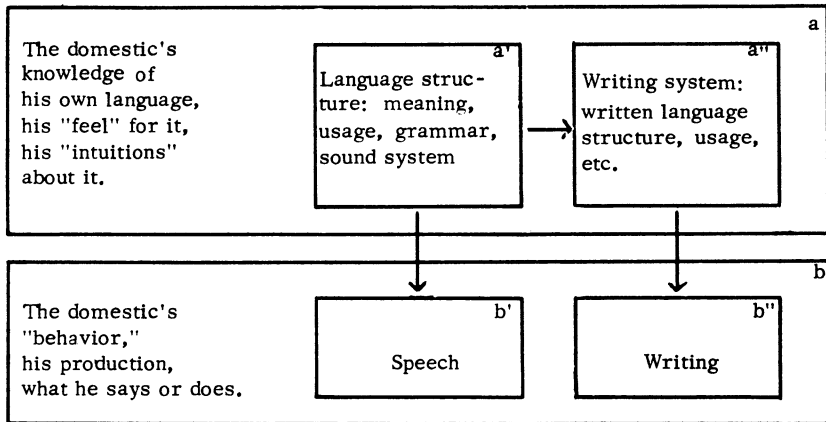 a
The domestic's
knowledge of
his own language,
his "feel" for it,
his "intuitions"
about it.
a'
Language struc-
ture: meaning,
usage, grammar,
sound system
a"
Writing system:
written language
structure, usage,
etc.
b
The domestic's
"behavior,"
his production,
what he says or does.
b'
Speech
b"
Writing